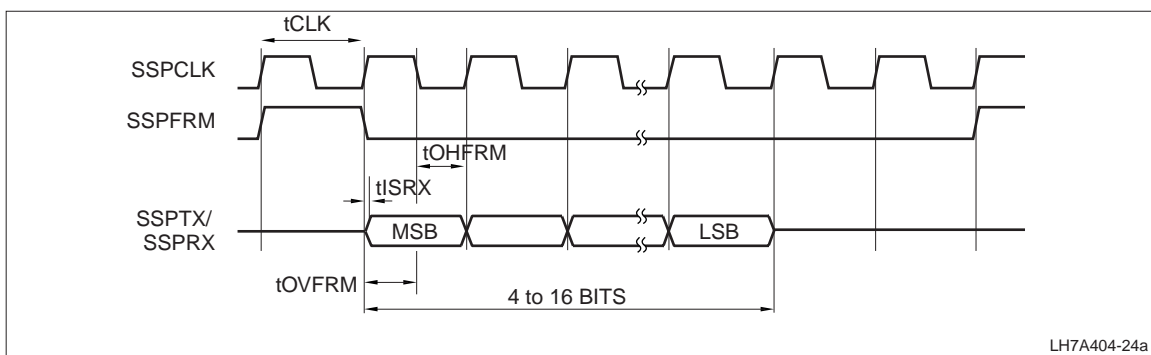 tCLK
SSPCLK
SSPFRM
tOHFRM
tISRX
SSPTX/
SSPRX
MSB
LSB
tOVFRM
4 to 16 BITS
LH7A404-24a